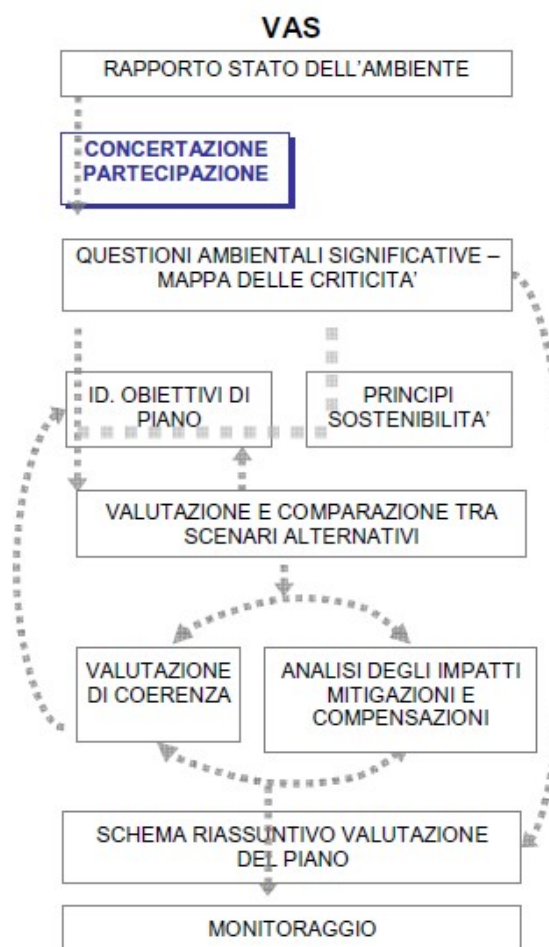 VAS
RAPPORTO STATO DELL'AMBIENTE
CONCERTAZIONE
PARTECIPAZIONE
QUESTIONI AMBIENTALI SIGNIFICATIVE –
MAPPA DELLE CRITICITA'
ID. OBIETTIVI DI
PIANO
PRINCIPI
SOSTENIBILITA'
VALUTAZIONE E COMPARAZIONE TRA
SCENARI ALTERNATIVI
VALUTAZIONE
DI COERENZA
ANALISI DEGLI IMPATTI
MITIGAZIONI E
COMPENSAZIONI
SCHEMA RIASSUNTIVO VALUTAZIONE
DEL PIANO
MONITORAGGIO